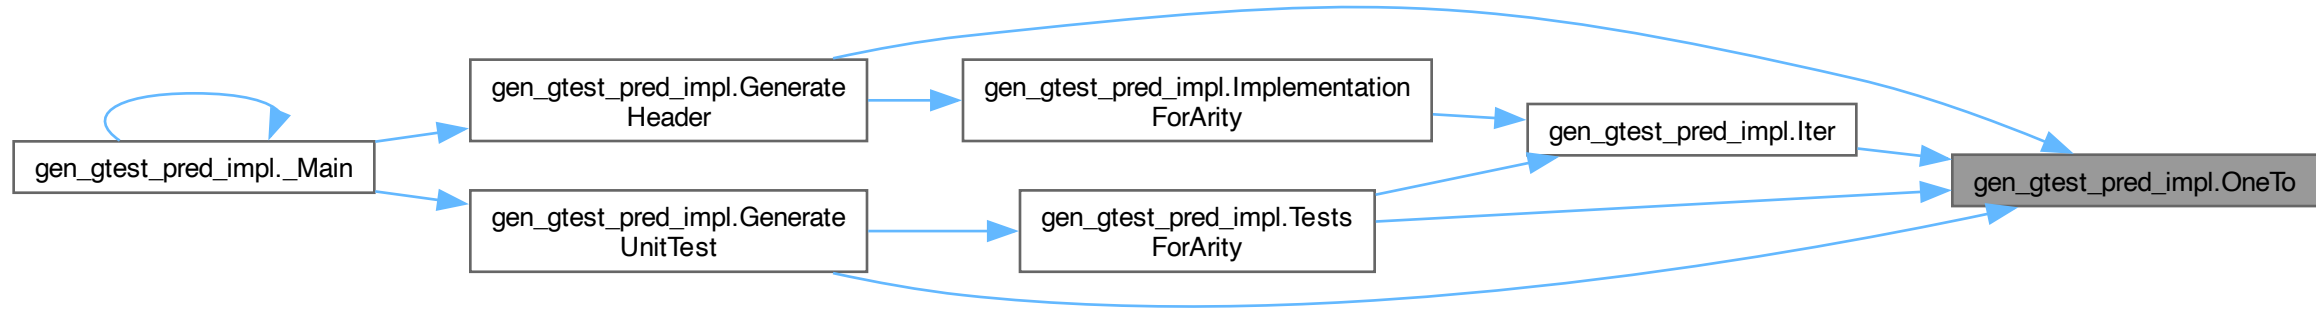 gen_gtest_pred_impl._Main
gen_gtest_pred_impl.Generate
Header
gen_gtest_pred_impl.Generate
UnitTest
gen_gtest_pred_impl.Implementation
ForArity
gen_gtest_pred_impl.Tests
ForArity
gen_gtest_pred_impl.Iter
gen_gtest_pred_impl.OneTo